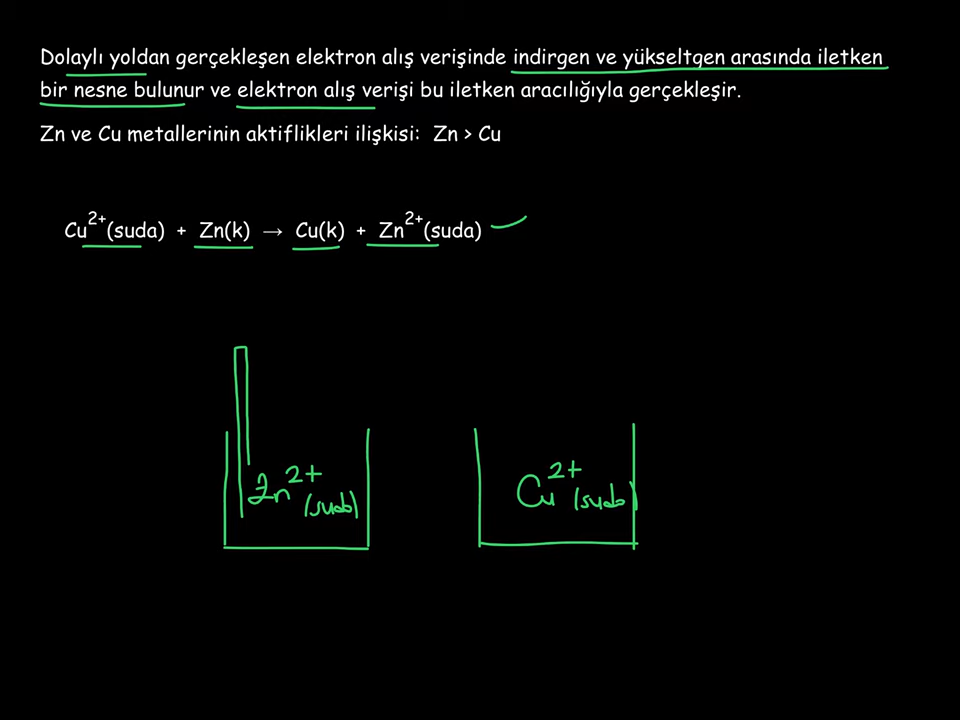 Dolaylı yoldan gerçekleşen elektron alış verişinde indirgen ve yükseltgen arasında iletken
bir nesne bulunur ve elektron alış verişi bu iletken aracılığıyla gerçekleşir.
Zn ve Cu metallerinin aktiflikleri ilişkisi: Zn > Cu
Cu²⁺(suda) + Zn(k) → Cu(k) + Zn²⁺(suda)
Zn²⁺ (suda)
Cu²⁺ (suda)